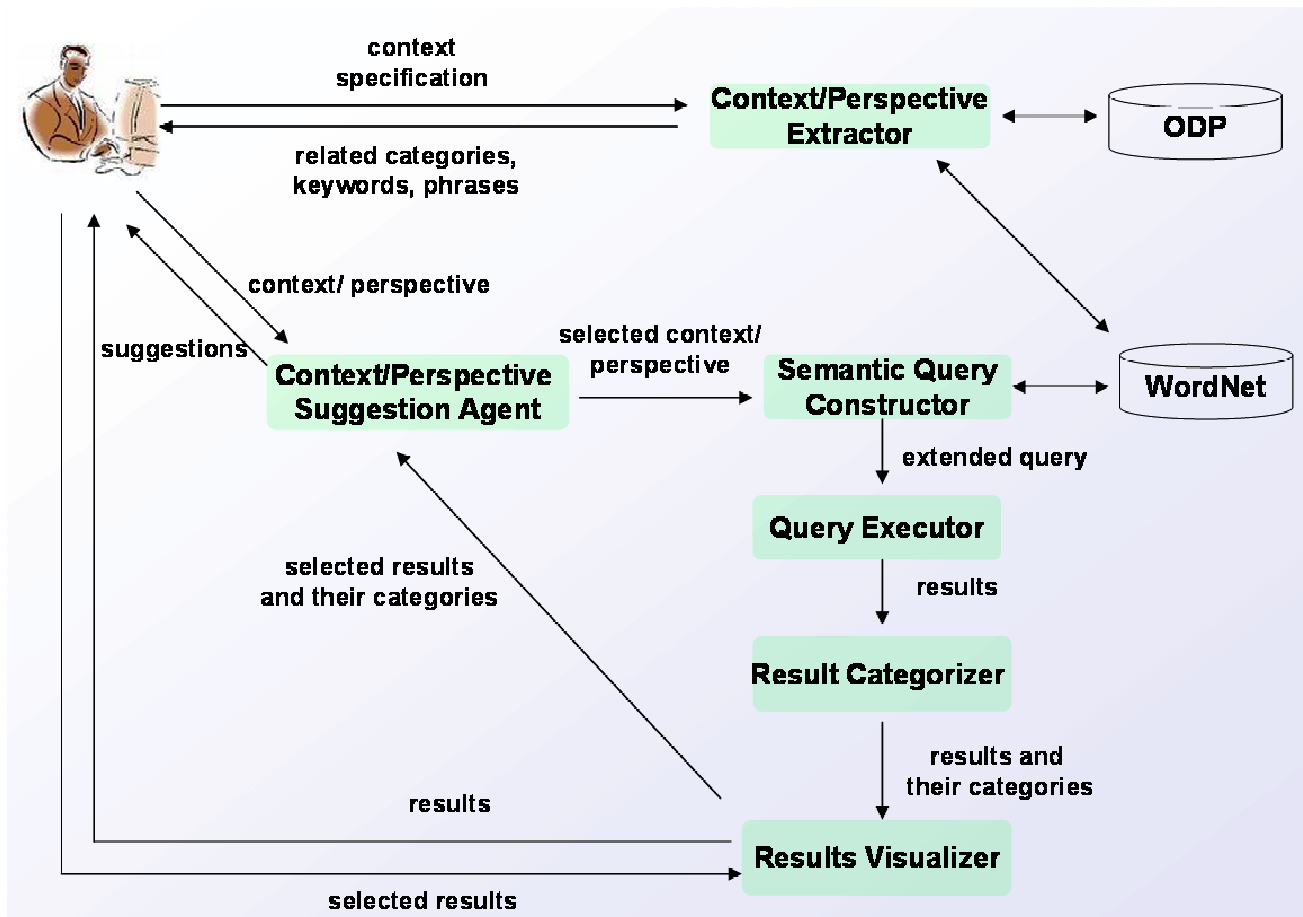 context
specification
Context/Perspective
Extractor
ODP
related categories,
keywords, phrases
context/ perspective
suggestions
selected context/
perspective
Context/Perspective
Suggestion Agent
Semantic Query
Constructor
WordNet
extended query
Query Executor
selected results
and their categories
results
Result Categorizer
results and
their categories
results
Results Visualizer
selected results